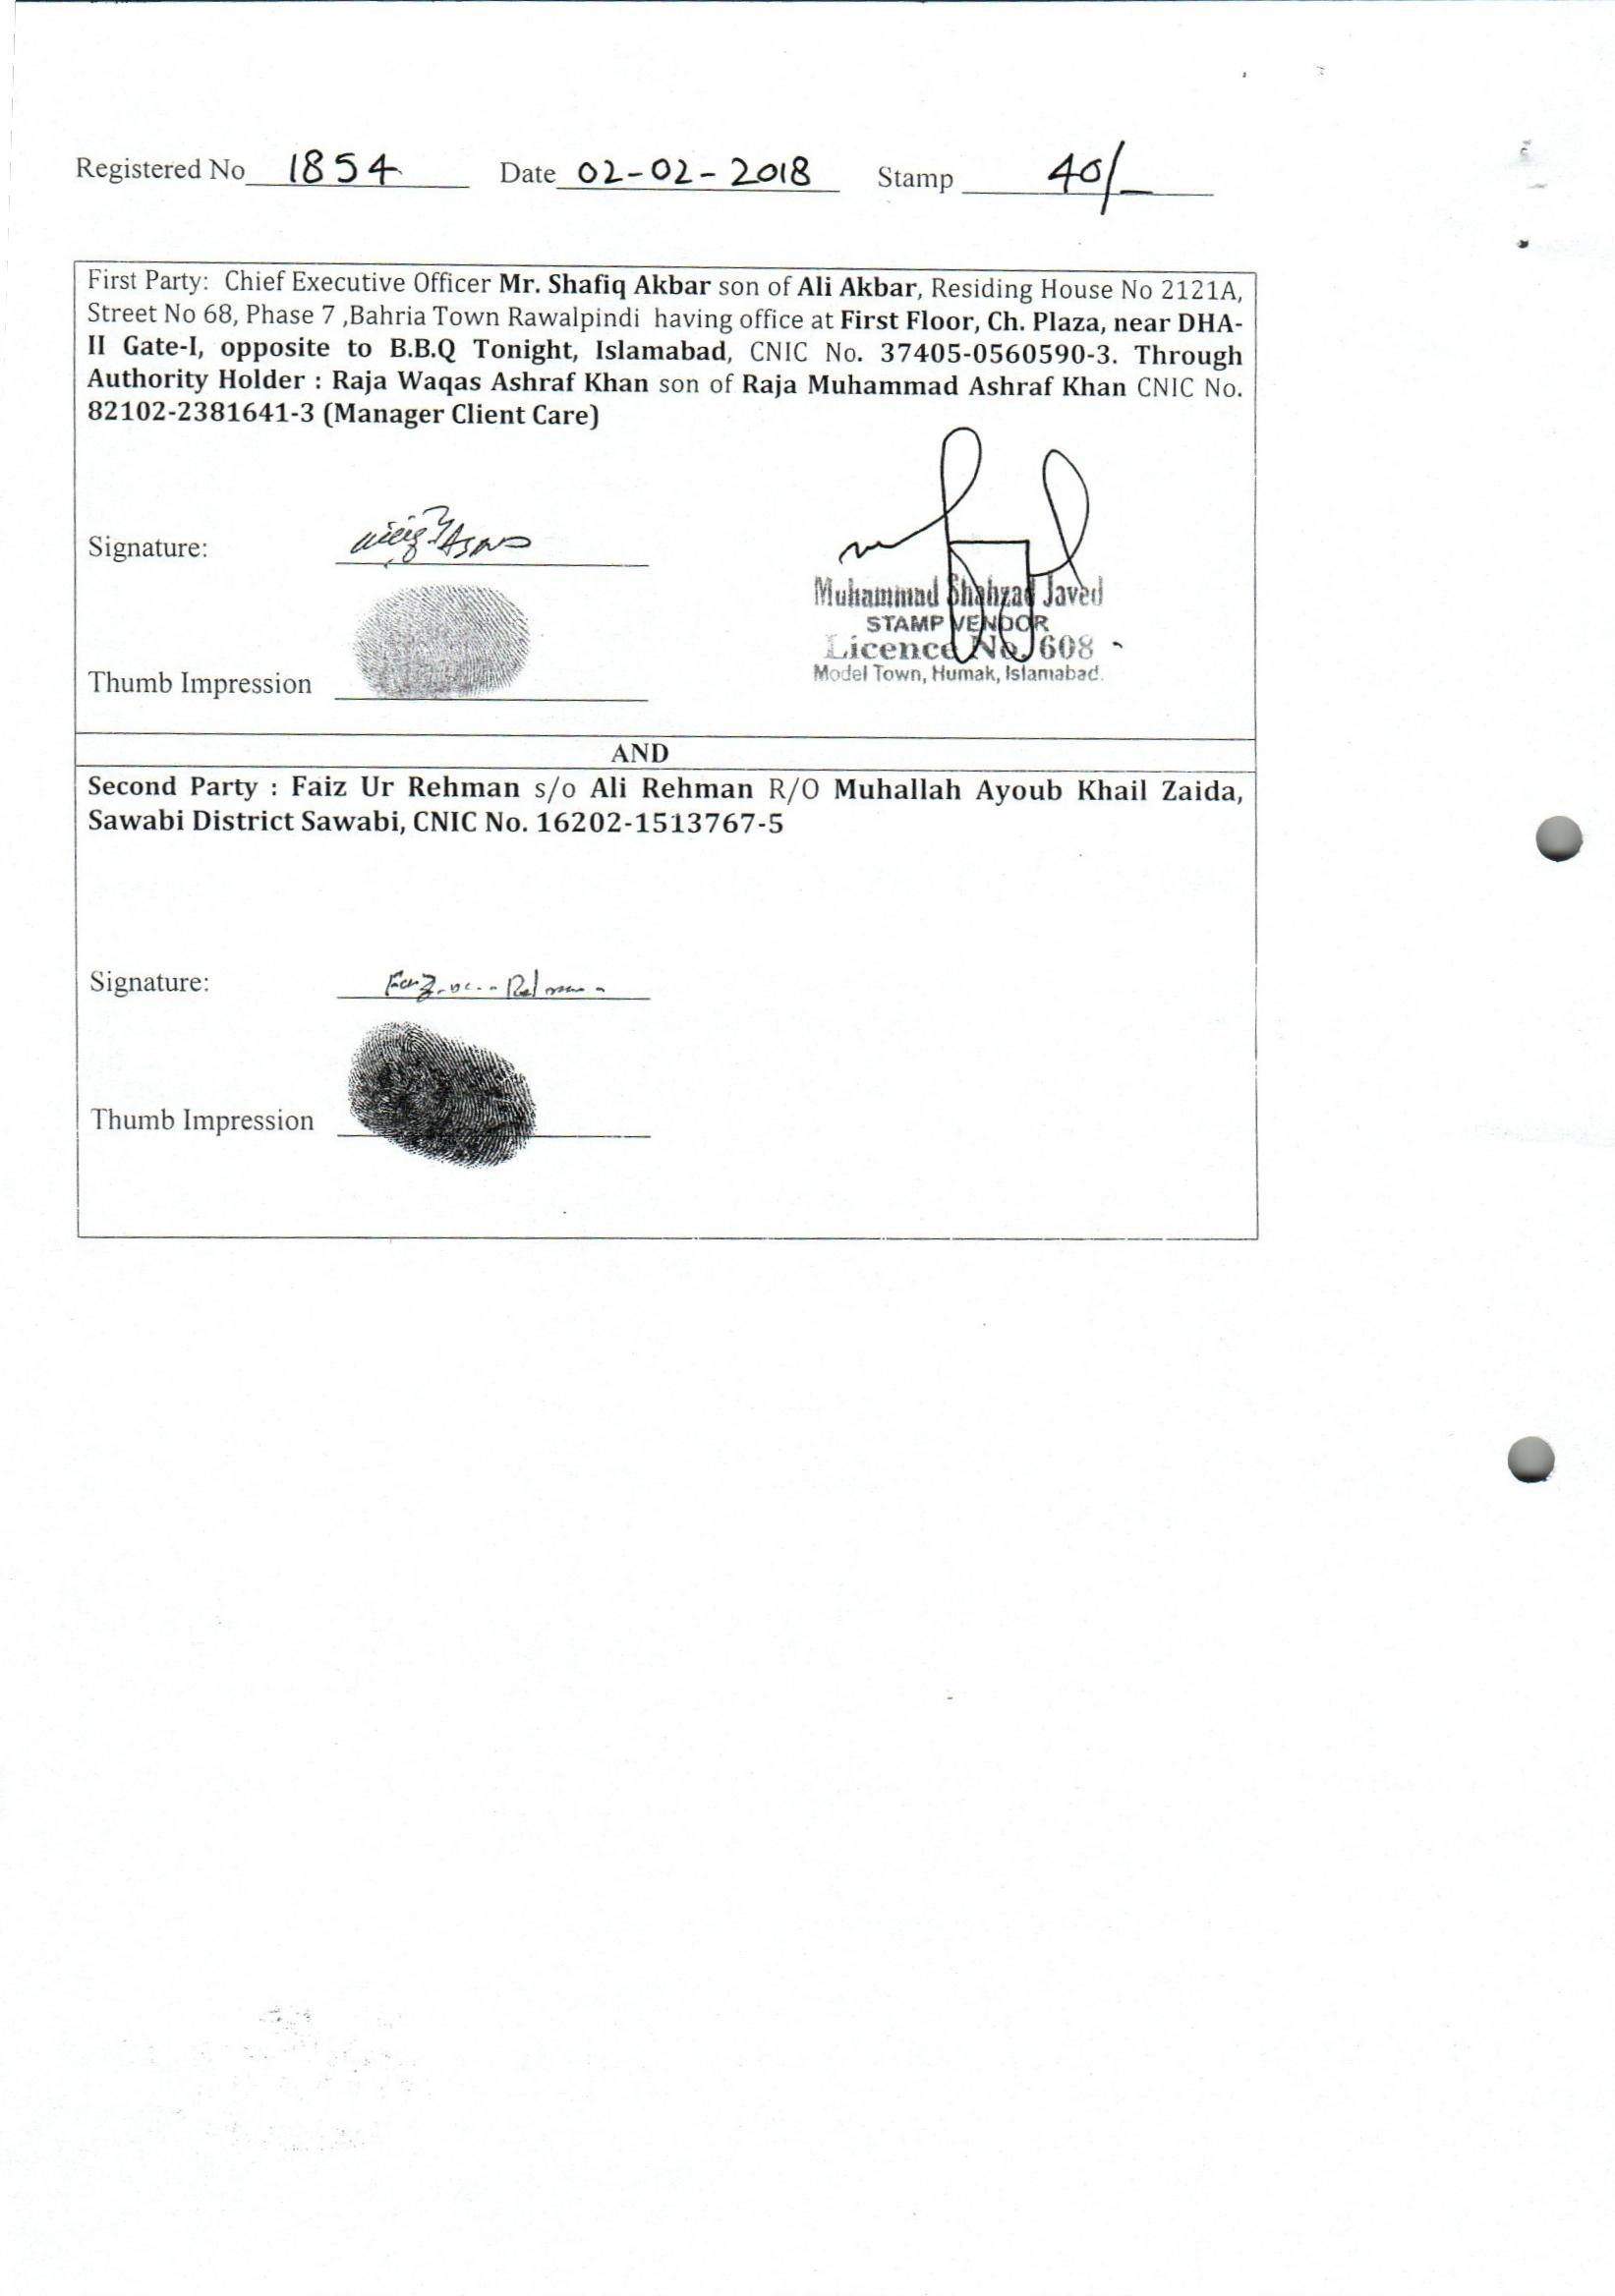 Registered No 1854 Date 02-02-2018 Stamp 40/-
First Party: Chief Executive Officer Mr. Shafiq Akbar son of Ali Akbar, Residing House No 2121A,
Street No 68, Phase 7 ,Bahria Town Rawalpindi having office at First Floor, Ch. Plaza, near DHA-
II Gate-I, opposite to B.B.Q Tonight, Islamabad, CNIC No. 37405-0560590-3. Through
Authority Holder : Raja Waqas Ashraf Khan son of Raja Muhammad Ashraf Khan CNIC No.
82102-2381641-3 (Manager Client Care)
Signature:
Muhammad Shahzad Javed
STAMP VENDOR
Licence No. 608
Model Town, Humak, Islamabad.
Thumb Impression
AND
Second Party : Faiz Ur Rehman s/o Ali Rehman R/O Muhallah Ayoub Khail Zaida,
Sawabi District Sawabi, CNIC No. 16202-1513767-5
Signature:
Thumb Impression